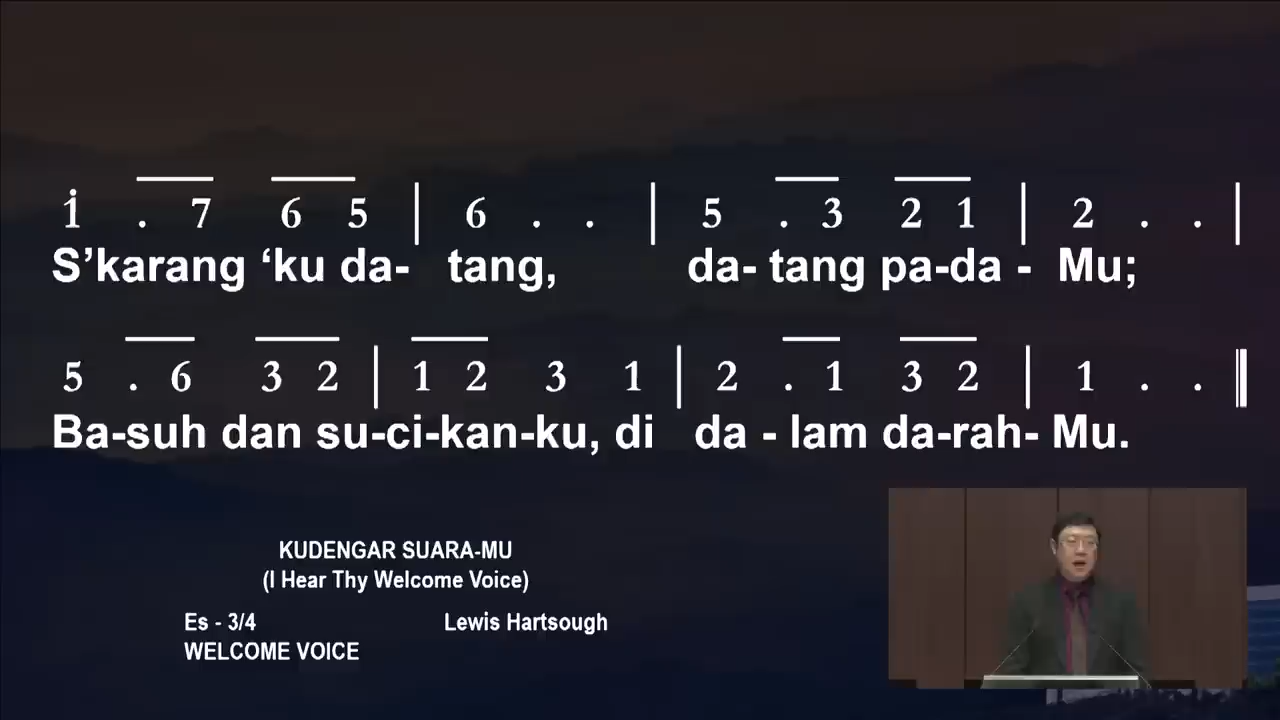 i . 7 6 5 | 6 . . | 5 . 3 2 1 | 2 . . |
S’karang ‘ku da- tang, da- tang pa-da - Mu;
5 . 6 3 2 | 1 2 3 1 | 2 . 1 3 2 | 1 . . ||
Ba-suh dan su-ci-kan-ku, di da - lam da-rah- Mu.
KUDENGAR SUARA-MU
(I Hear Thy Welcome Voice)
Es - 3/4 Lewis Hartsough
WELCOME VOICE